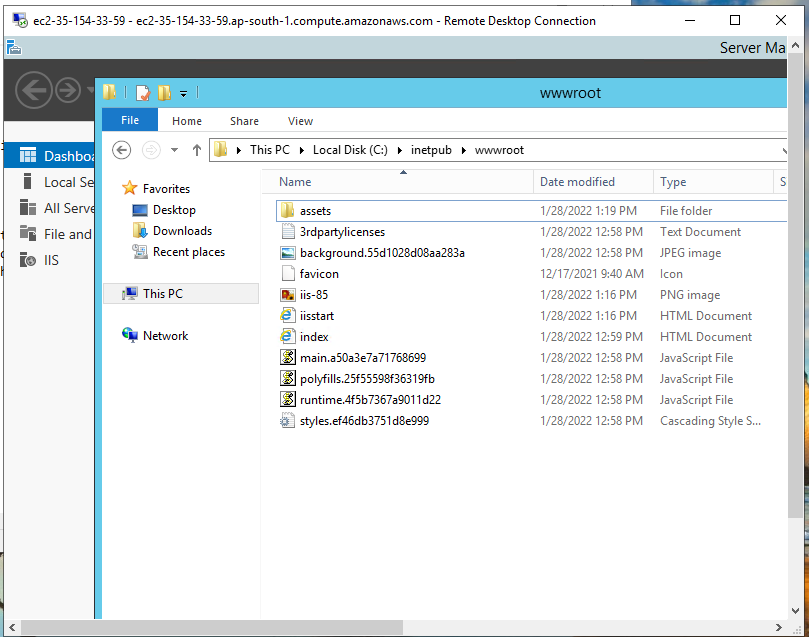 ec2-35-154-33-59 - ec2-35-154-33-59.ap-south-1.compute.amazonaws.com - Remote Desktop Connection
Server Ma
wwwroot
File Home Share View
This PC Local Disk (C:) inetpub wwwroot
Dashboa
Local Se
All Serve
File and
IIS
Favorites
Desktop
Downloads
Recent places
This PC
Network
Name Date modified Type S
assets 1/28/2022 1:19 PM File folder
3rdpartylicenses 1/28/2022 12:58 PM Text Document
background.55d1028d08aa283a 1/28/2022 12:58 PM JPEG image
favicon 12/17/2021 9:40 AM Icon
iis-85 1/28/2022 1:16 PM PNG image
iisstart 1/28/2022 1:16 PM HTML Document
index 1/28/2022 12:59 PM HTML Document
main.a50a3e7a71768699 1/28/2022 12:58 PM JavaScript File
polyfills.25f55598f36319fb 1/28/2022 12:58 PM JavaScript File
runtime.4f5b7367a9011d22 1/28/2022 12:58 PM JavaScript File
styles.ef46db3751d8e999 1/28/2022 12:58 PM Cascading Style S...